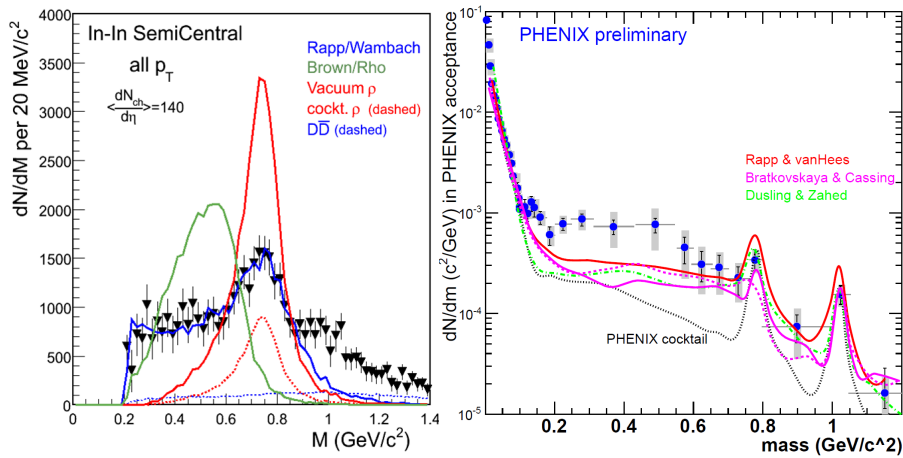 In-In SemiCentral
all p_T
<dN_ch/dη>=140
Rapp/Wambach
Brown/Rho
Vacuum ρ
cockt. ρ (dashed)
DD̅ (dashed)
dN/dM per 20 MeV/c²
4000
3500
3000
2500
2000
1500
1000
500
0
0 0.2 0.4 0.6 0.8 1 1.2 1.4
M (GeV/c²)
PHENIX preliminary
Rapp & vanHees
Bratkovskaya & Cassing
Dusling & Zahed
PHENIX cocktail
dN/dm (c²/GeV) in PHENIX acceptance
10⁻¹
10⁻²
10⁻³
10⁻⁴
10⁻⁵
0.2 0.4 0.6 0.8 1
mass (GeV/c^2)